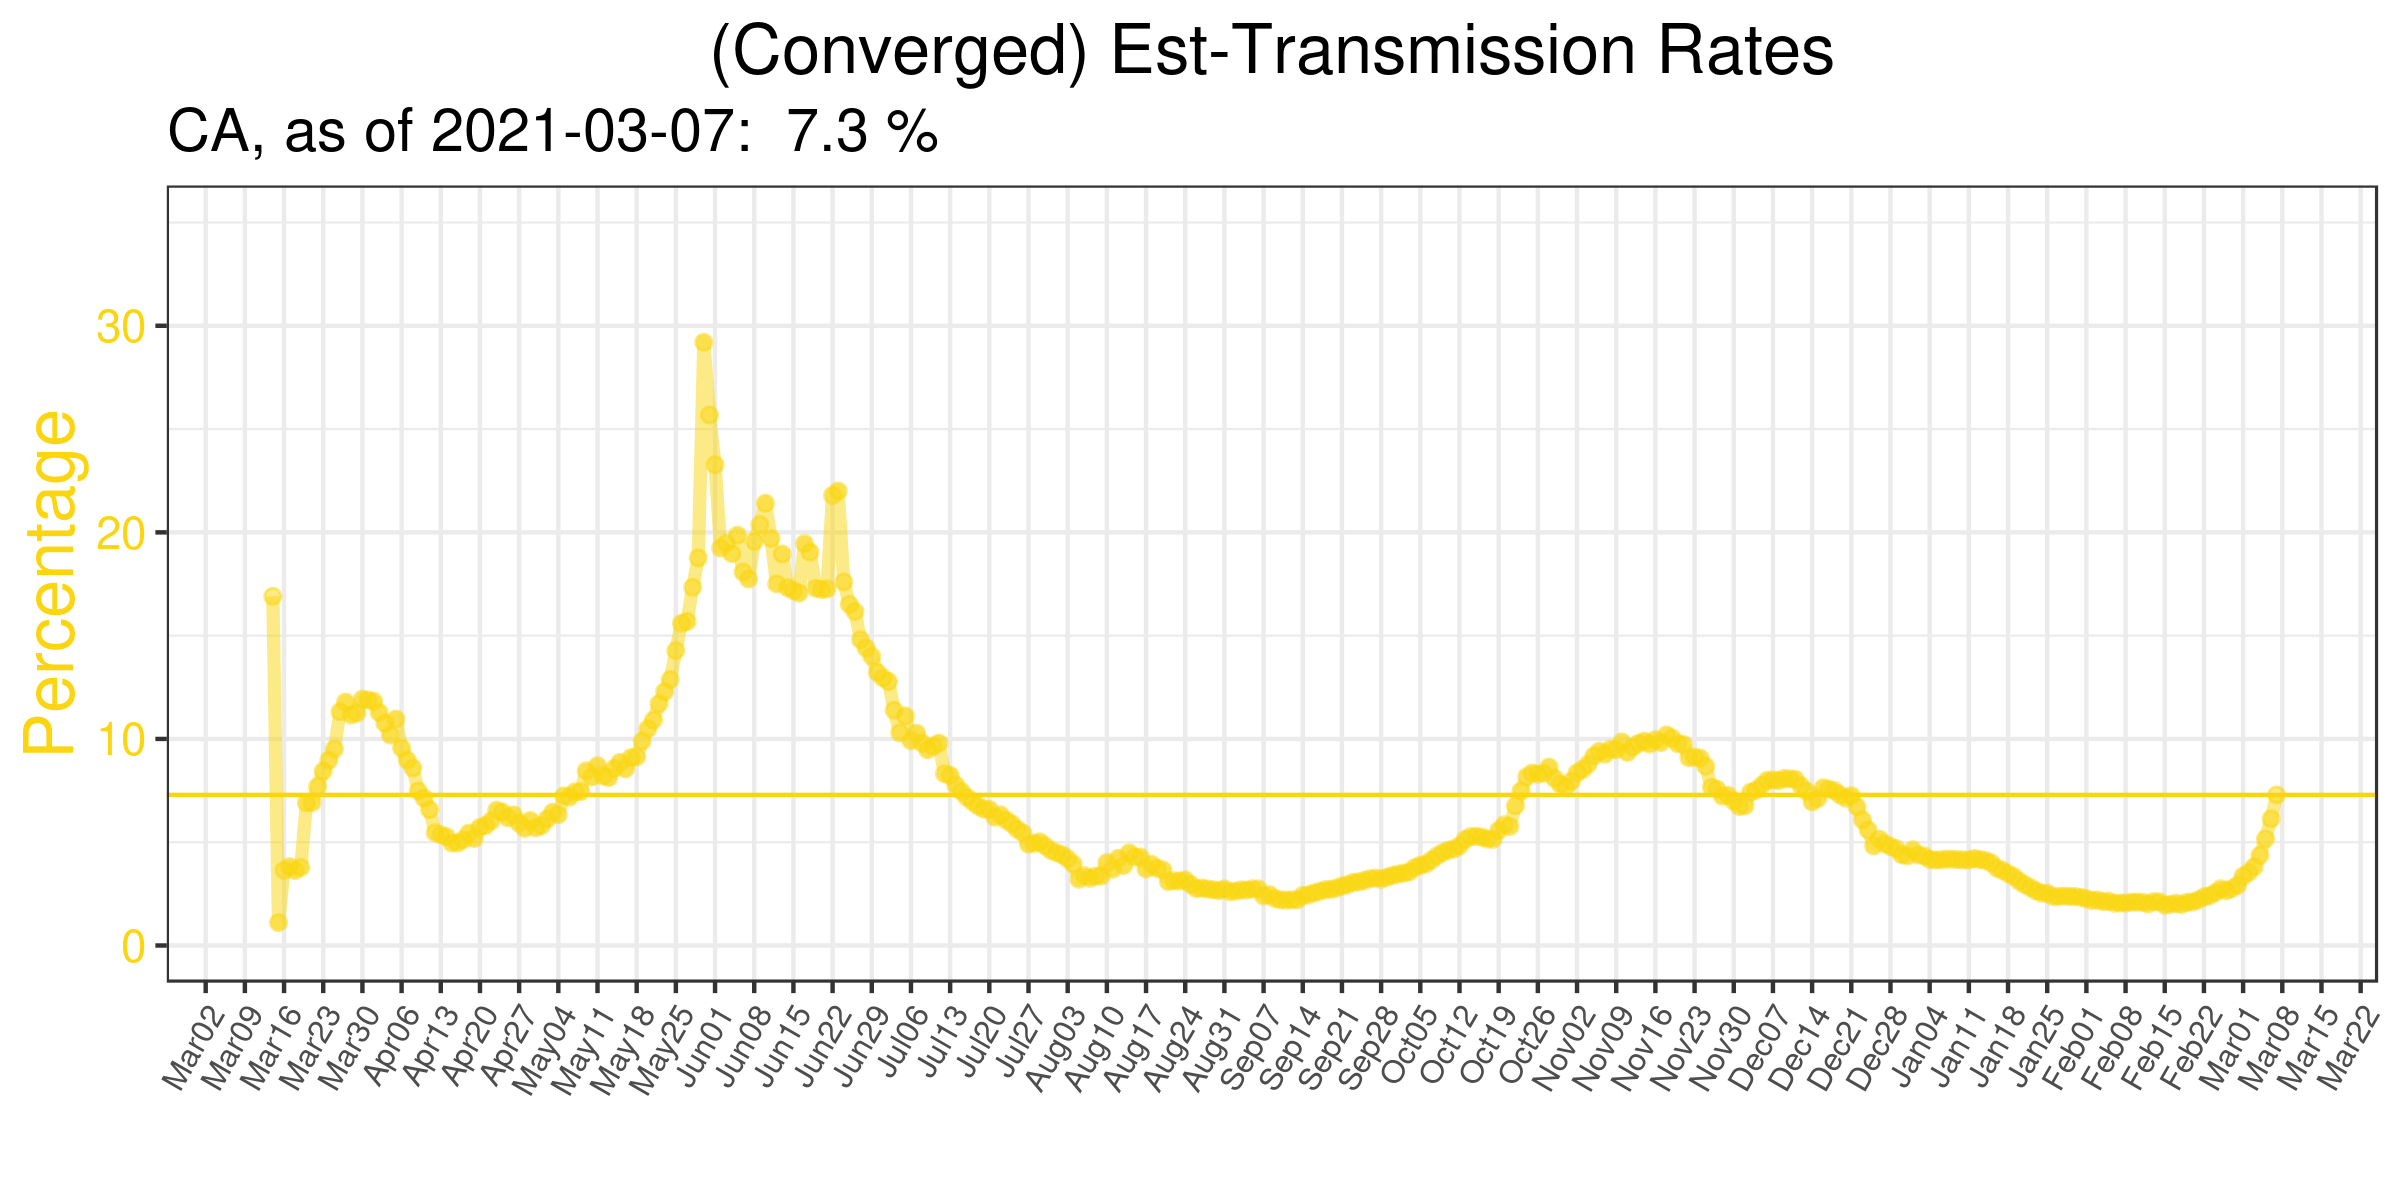 (Converged) Est-Transmission Rates
CA, as of 2021-03-07:  7.3 %
Percentage
30
20
10
0
Mar02
Mar09
Mar16
Mar23
Mar30
Apr06
Apr13
Apr20
Apr27
May04
May11
May18
May25
Jun01
Jun08
Jun15
Jun22
Jun29
Jul06
Jul13
Jul20
Jul27
Aug03
Aug10
Aug17
Aug24
Aug31
Sep07
Sep14
Sep21
Sep28
Oct05
Oct12
Oct19
Oct26
Nov02
Nov09
Nov16
Nov23
Nov30
Dec07
Dec14
Dec21
Dec28
Jan04
Jan11
Jan18
Jan25
Feb01
Feb08
Feb15
Feb22
Mar01
Mar08
Mar15
Mar22